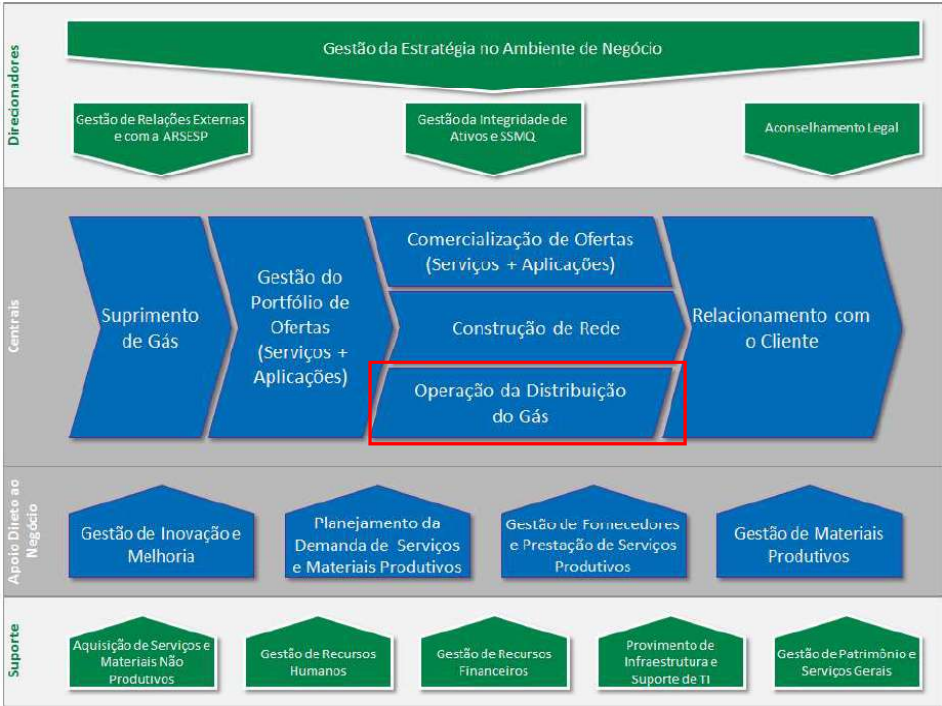 Direcionadores
Gestão da Estratégia no Ambiente de Negócio
Gestão de Relações Externas
e com a ARSESP
Gestão da Integridade de
Ativos e SSMQ
Aconselhamento Legal
Centrais
Suprimento
de Gás
Gestão do
Portfólio de
Ofertas
(Serviços +
Aplicações)
Comercialização de Ofertas
(Serviços + Aplicações)
Construção de Rede
Operação da Distribuição
do Gás
Relacionamento com
o Cliente
Apoio Direto ao
Negócio
Gestão de Inovação e
Melhoria
Planejamento da
Demanda de Serviços
e Materiais Produtivos
Gestão de Fornecedores
e Prestação de Serviços
Produtivos
Gestão de Materiais
Produtivos
Suporte
Aquisição de Serviços e
Materiais Não
Produtivos
Gestão de Recursos
Humanos
Gestão de Recursos
Financeiros
Provimento de
Infraestrutura e
Suporte de TI
Gestão de Patrimônio e
Serviços Gerais